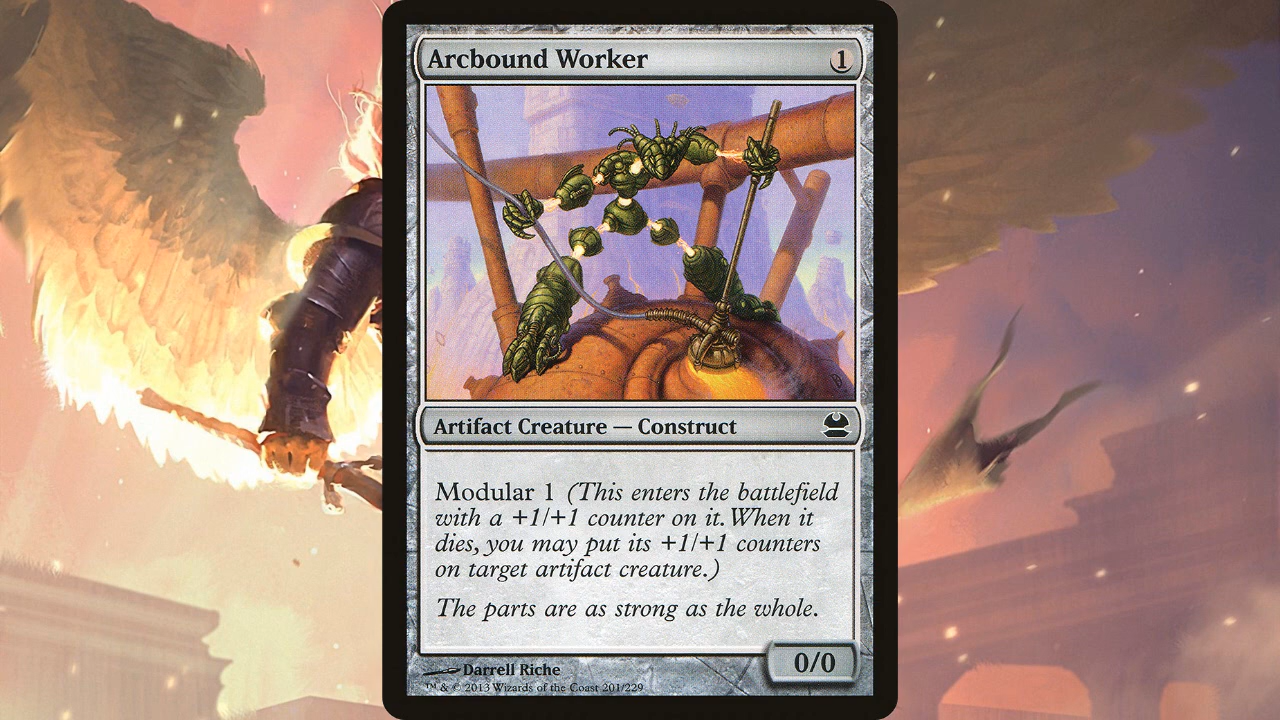 Arcbound Worker 1
Artifact Creature — Construct
Modular 1 (This enters the battlefield
with a +1/+1 counter on it. When it
dies, you may put its +1/+1 counters
on target artifact creature.)
The parts are as strong as the whole.
0/0
Darrell Riche
™ & © 2013 Wizards of the Coast 201/229